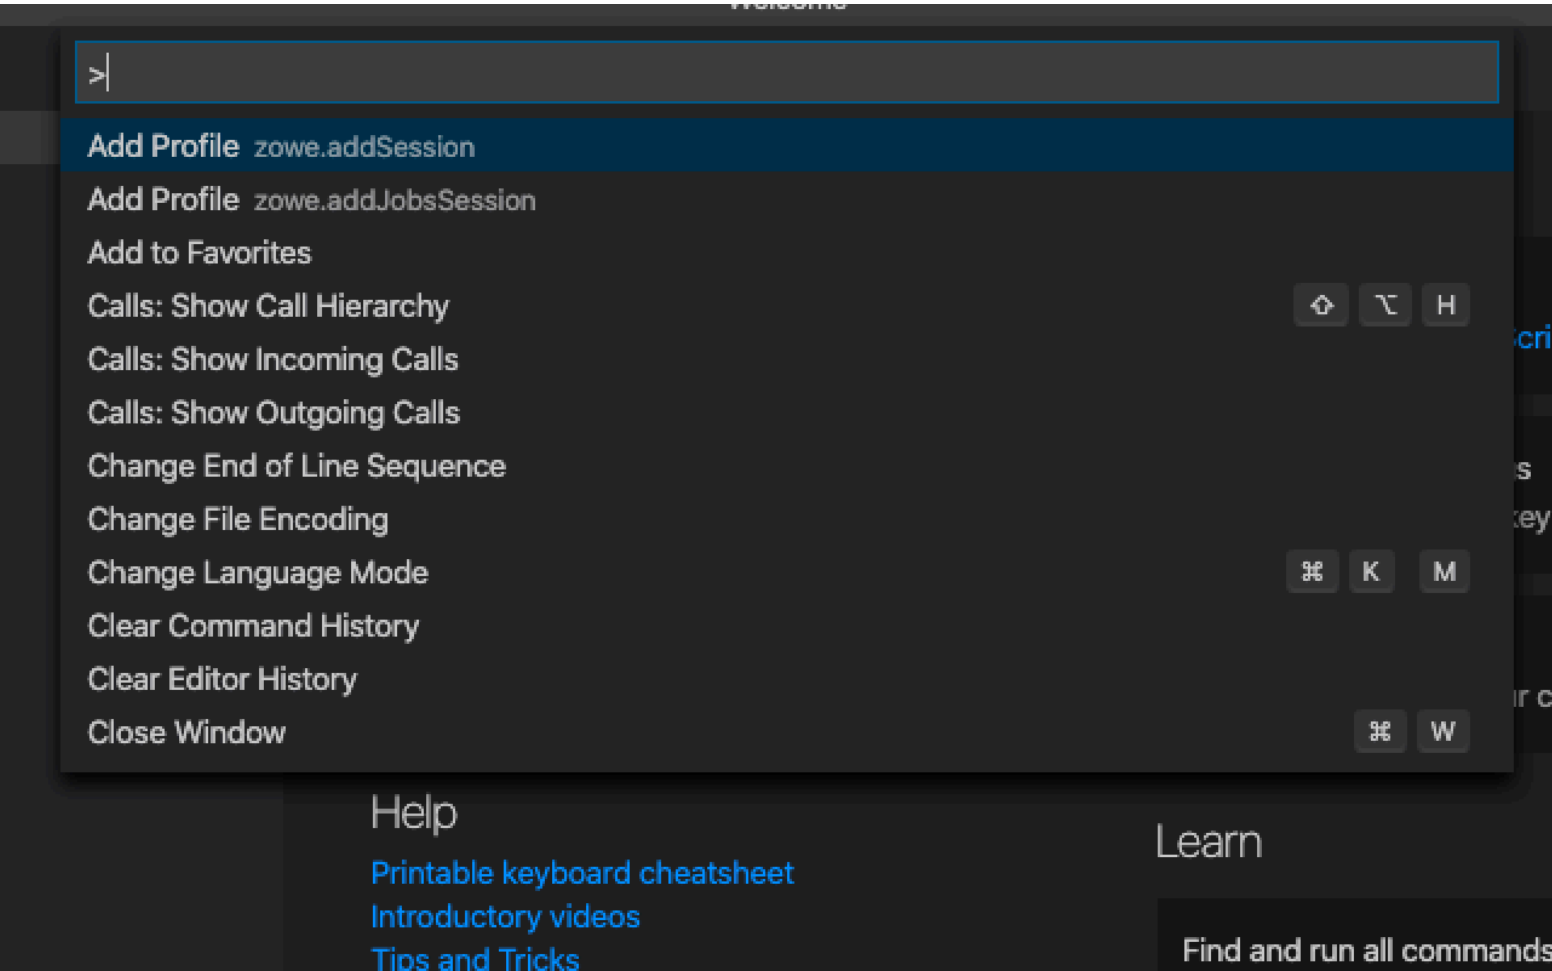 Welcome
>
Add Profile zowe.addSession
Add Profile zowe.addJobsSession
Add to Favorites
Calls: Show Call Hierarchy ⇧ ⌥ H
Calls: Show Incoming Calls
Calls: Show Outgoing Calls
Change End of Line Sequence
Change File Encoding
Change Language Mode ⌘ K M
Clear Command History
Clear Editor History
Close Window ⌘ W
Help
Printable keyboard cheatsheet
Introductory videos
Tips and Tricks
Learn
Find and run all commands